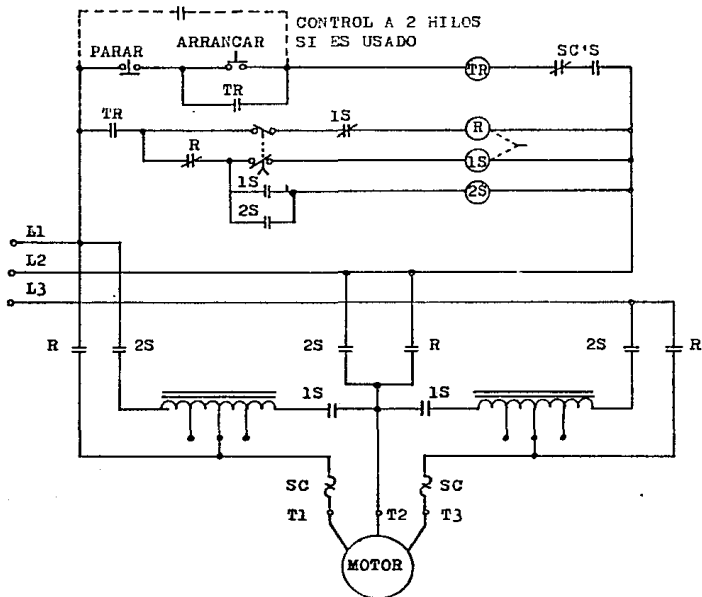 CONTROL A 2 HILOS
SI ES USADO
PARAR
ARRANCAR
TR
SC'S
TR
TR
1S
R
R
1S
1S
2S
2S
L1
L2
L3
R
2S
2S
R
2S
R
1S
1S
SC
SC
T1
T2
T3
MOTOR